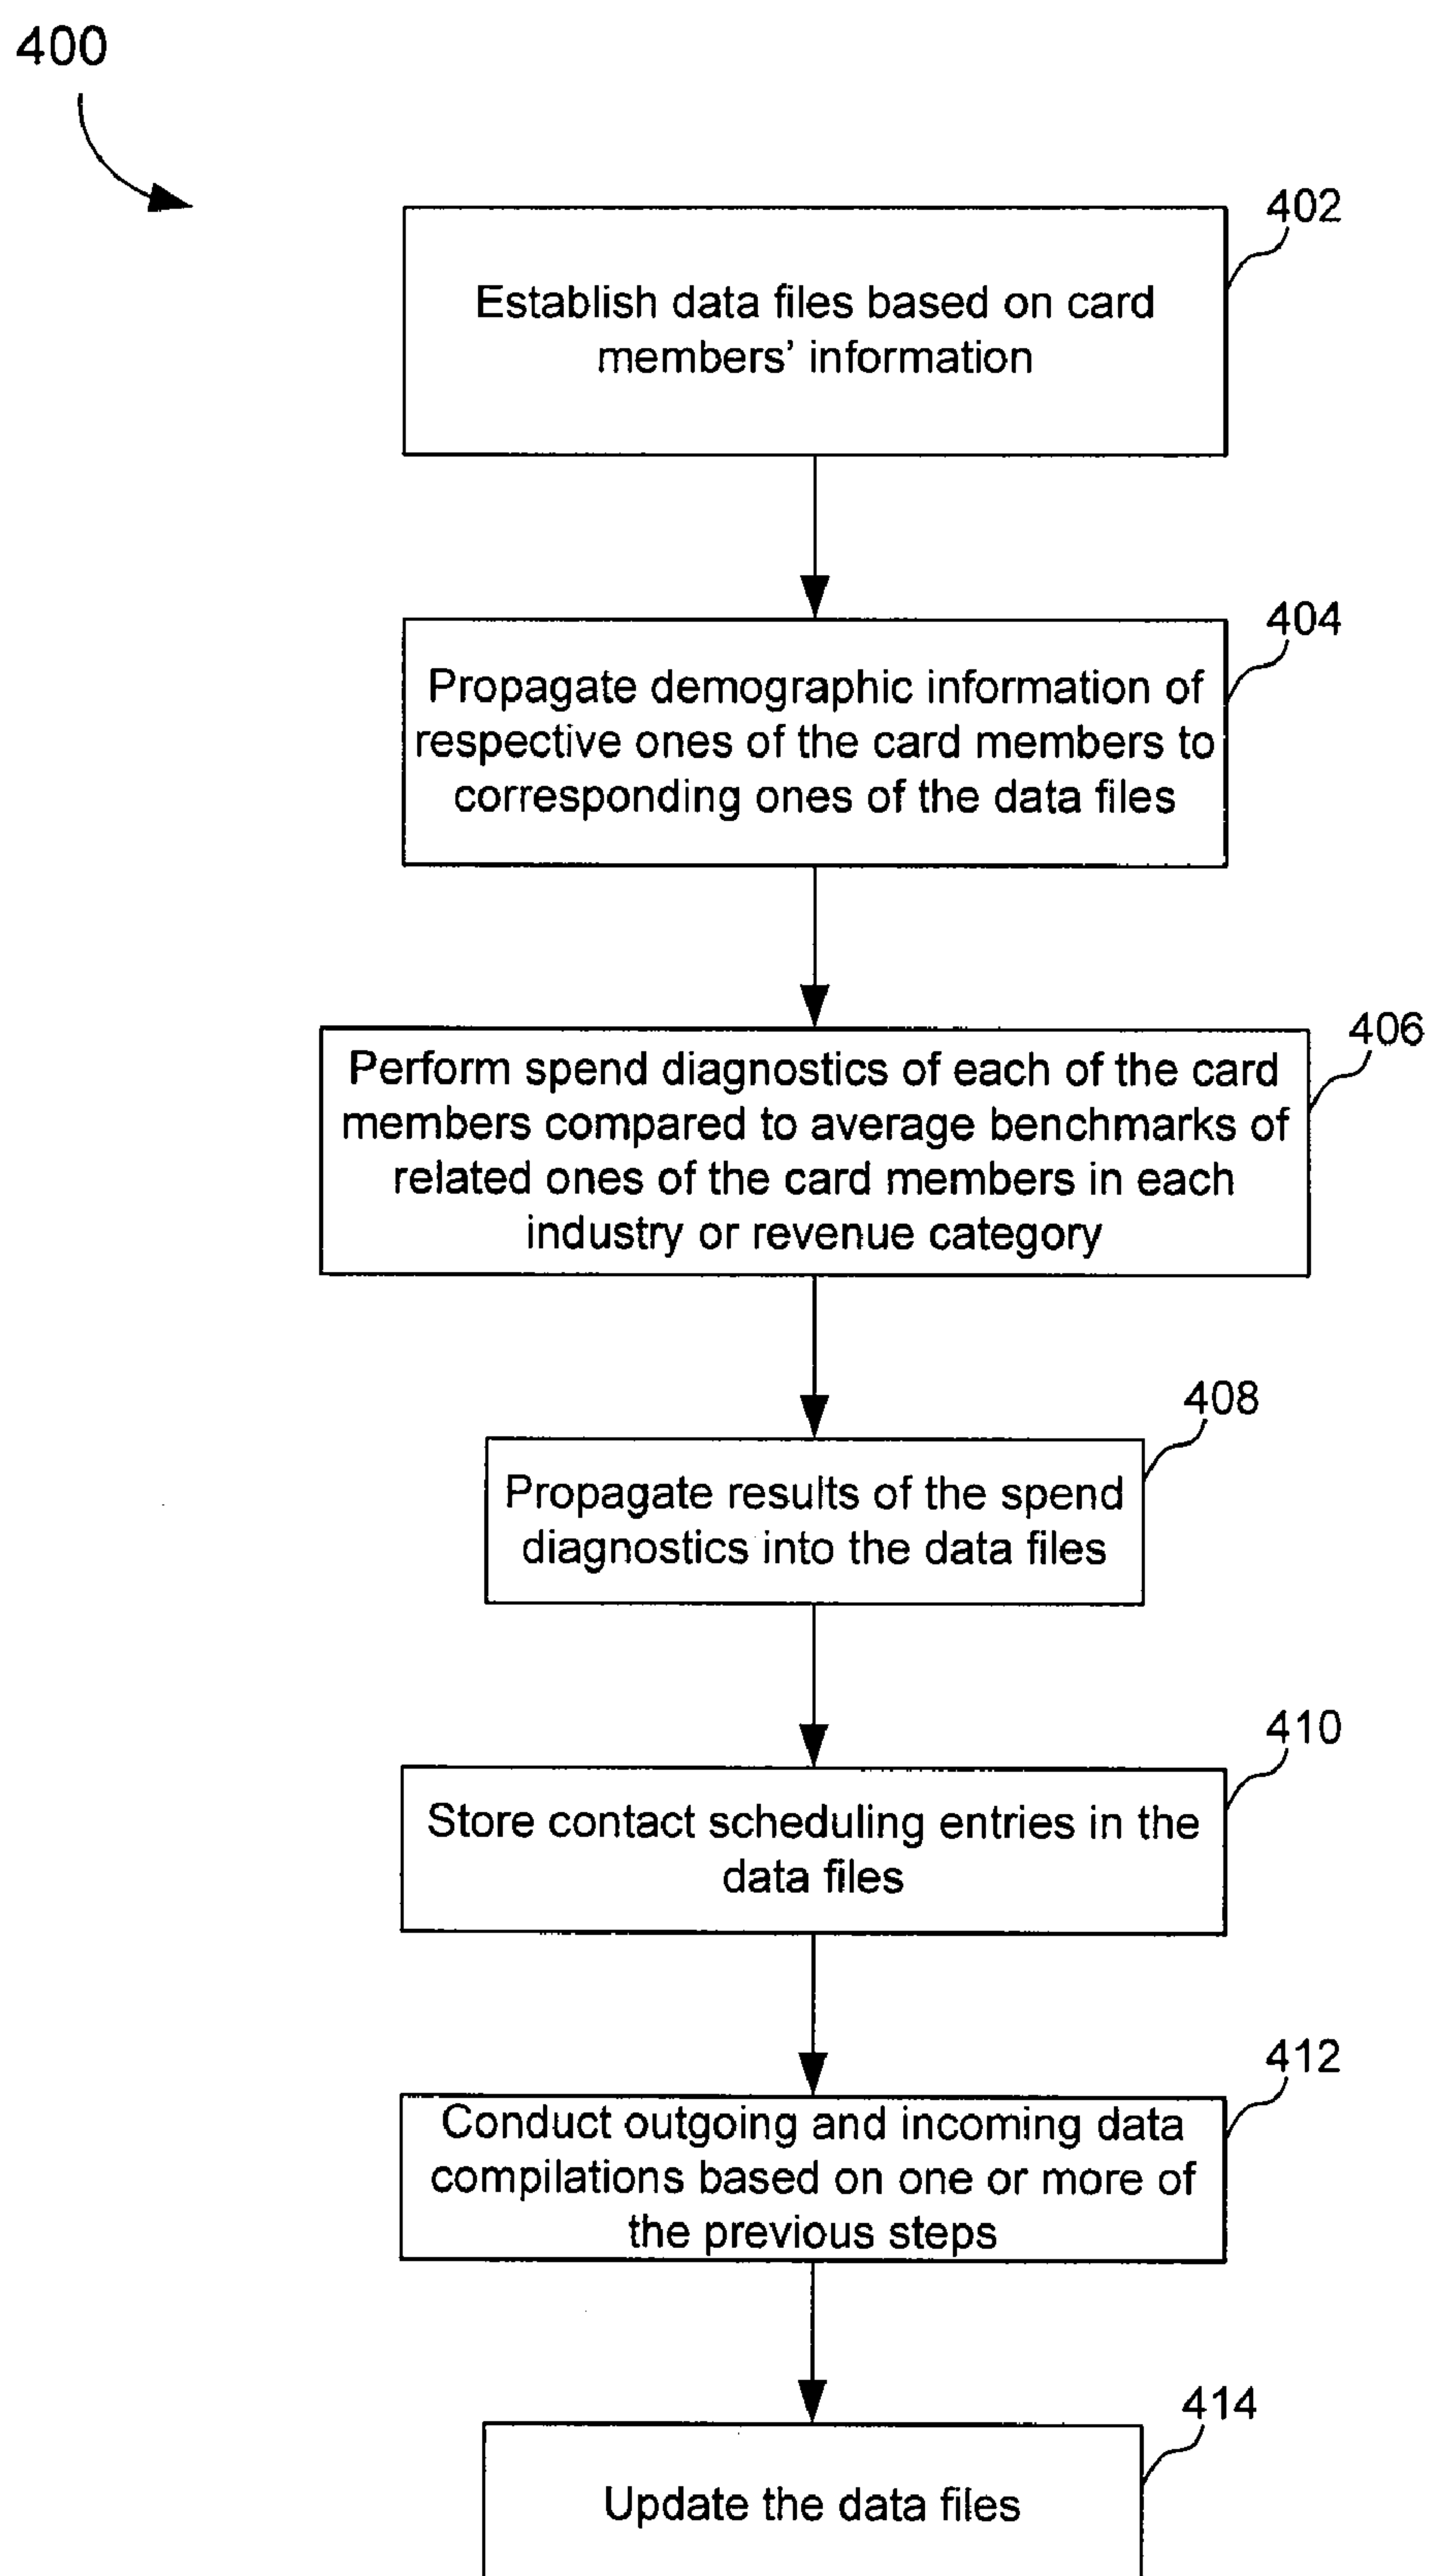 400
402
Establish data files based on card
members’ information
404
Propagate demographic information of
respective ones of the card members to
corresponding ones of the data files
406
Perform spend diagnostics of each of the card
members compared to average benchmarks of
related ones of the card members in each
industry or revenue category
408
Propagate results of the spend
diagnostics into the data files
410
Store contact scheduling entries in the
data files
412
Conduct outgoing and incoming data
compilations based on one or more of
the previous steps
414
Update the data files